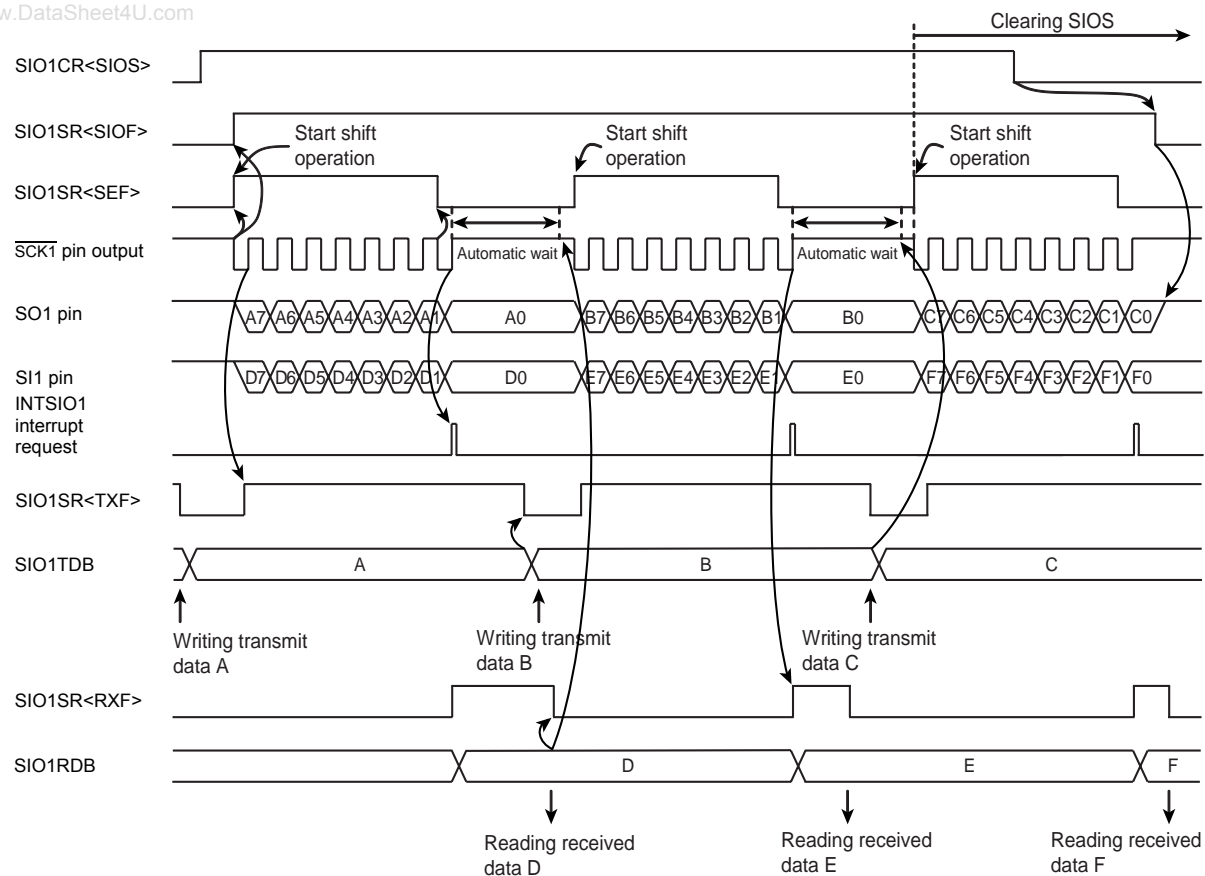 w.DataSheet4U.com
Clearing SIOS
SIO1CR<SIOS>
SIO1SR<SIOF>
Start shift
operation
Start shift
operation
Start shift
operation
SIO1SR<SEF>
SCK1 pin output
Automatic wait
Automatic wait
SO1 pin
A7 A6 A5 A4 A3 A2 A1 A0 B7 B6 B5 B4 B3 B2 B1 B0 C7 C6 C5 C4 C3 C2 C1 C0
SI1 pin
D7 D6 D5 D4 D3 D2 D1 D0 E7 E6 E5 E4 E3 E2 E1 E0 F7 F6 F5 F4 F3 F2 F1 F0
INTSIO1
interrupt
request
SIO1SR<TXF>
SIO1TDB
A B C
Writing transmit
data A
Writing transmit
data B
Writing transmit
data C
SIO1SR<RXF>
SIO1RDB
D E F
Reading received
data D
Reading received
data E
Reading received
data F